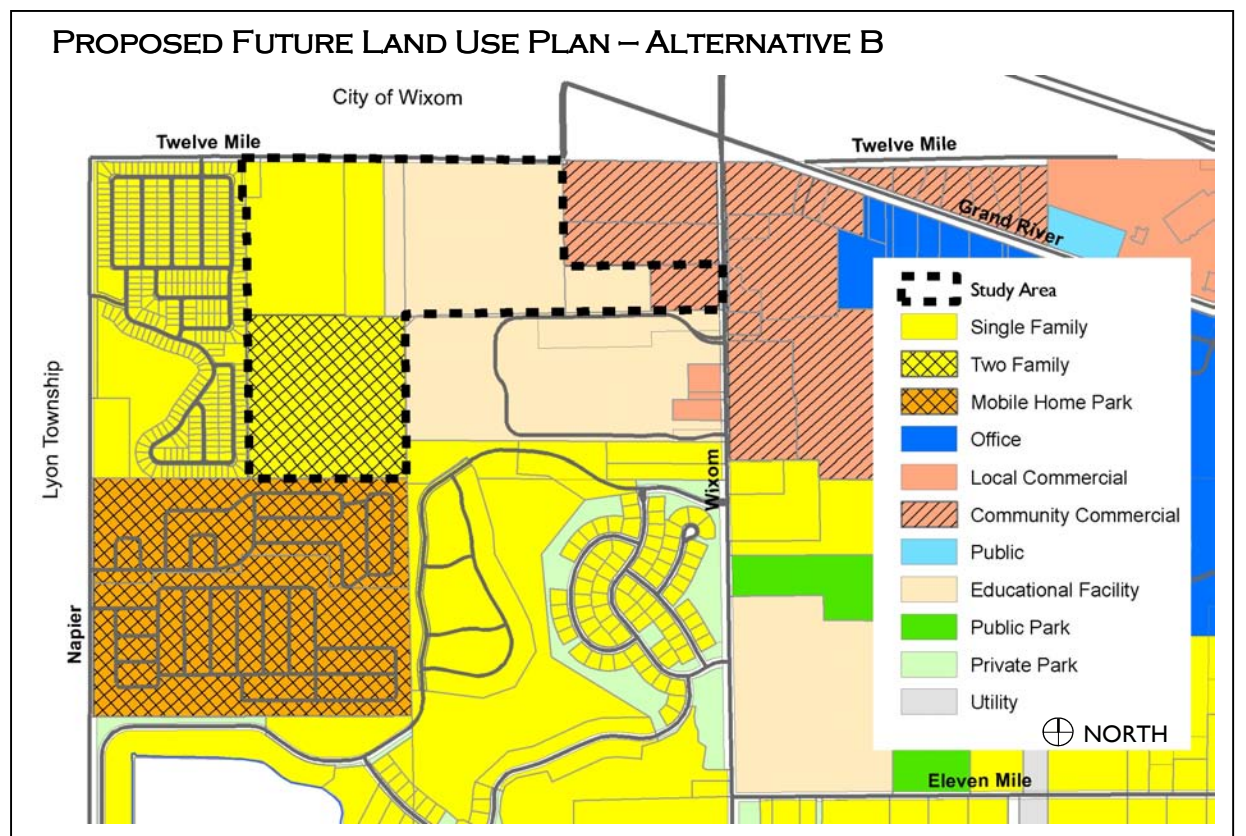 PROPOSED FUTURE LAND USE PLAN – ALTERNATIVE B
City of Wixom
Twelve Mile
Twelve Mile
Grand River
Lyon Township
Napier
Wixom
Study Area
Single Family
Two Family
Mobile Home Park
Office
Local Commercial
Community Commercial
Public
Educational Facility
Public Park
Private Park
Utility
NORTH
Eleven Mile